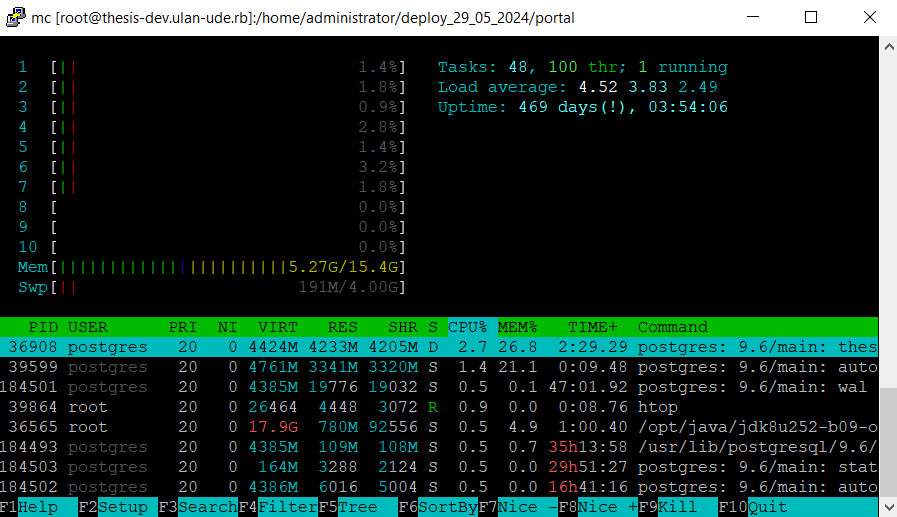 mc [root@thesis-dev.ulan-ude.rb]:/home/administrator/deploy_29_05_2024/portal
1 [|| 1.4%] Tasks: 48, 100 thr; 1 running
2 [|| 1.8%] Load average: 4.52 3.83 2.49
3 [|| 0.9%] Uptime: 469 days(!), 03:54:06
4 [|| 2.8%]
5 [|| 1.4%]
6 [|| 3.2%]
7 [|| 1.8%]
8 [ 0.0%]
9 [ 0.0%]
10 [ 0.0%]
Mem[|||||||||||||||||||||||5.27G/15.4G]
Swp[|| 191M/4.00G]
PID USER PRI NI VIRT RES SHR S CPU% MEM% TIME+ Command
36908 postgres 20 0 4424M 4233M 4205M D 2.7 26.8 2:29.29 postgres: 9.6/main: thes
39599 postgres 20 0 4761M 3341M 3320M S 1.4 21.1 0:09.48 postgres: 9.6/main: auto
184501 postgres 20 0 4385M 19776 19032 S 0.5 0.1 47:01.92 postgres: 9.6/main: wal
39864 root 20 0 26464 4448 3072 R 0.9 0.0 0:08.76 htop
36565 root 20 0 17.9G 780M 92556 S 0.5 4.9 1:00.40 /opt/java/jdk8u252-b09-o
184493 postgres 20 0 4385M 109M 108M S 0.5 0.7 35h13:58 /usr/lib/postgresql/9.6/
184503 postgres 20 0 164M 3288 2124 S 0.5 0.0 29h51:27 postgres: 9.6/main: stat
184502 postgres 20 0 4386M 6016 5004 S 0.5 0.0 16h41:16 postgres: 9.6/main: auto
F1Help F2Setup F3SearchF4FilterF5Tree F6SortByF7Nice -F8Nice +F9Kill F10Quit